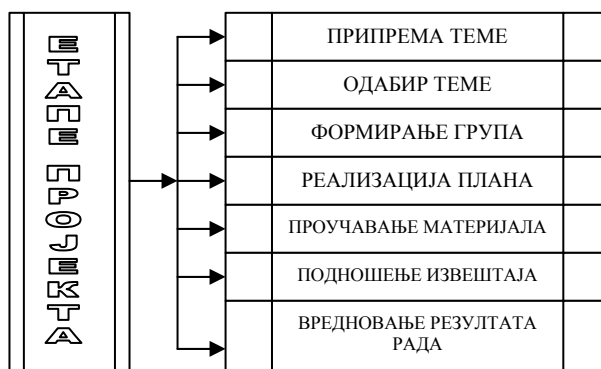 ЕТАПЕ ПРОЈЕКТА
ПРИПРЕМА ТЕМЕ
ОДАБИР ТЕМЕ
ФОРМИРАЊЕ ГРУПА
РЕАЛИЗАЦИЈА ПЛАНА
ПРОУЧАВАЊЕ МАТЕРИЈАЛА
ПОДНОШЕЊЕ ИЗВЕШТАЈА
ВРЕДНОВАЊЕ РЕЗУЛТАТА
РАДА